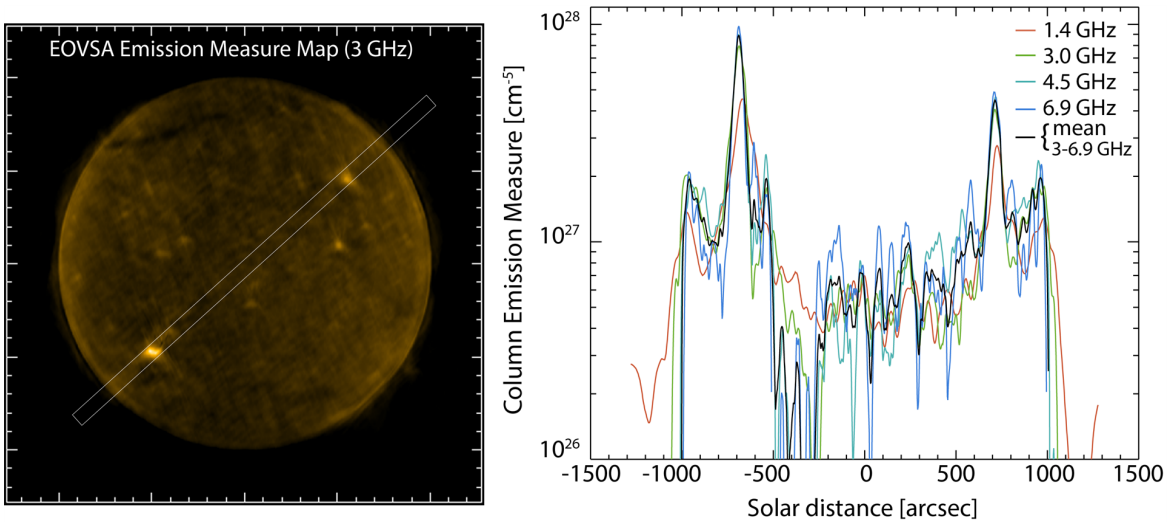 EOVSA Emission Measure Map (3 GHz)
Column Emission Measure [cm-5]
10^28
10^27
10^26
1.4 GHz
3.0 GHz
4.5 GHz
6.9 GHz
{mean
3-6.9 GHz
-1500 -1000 -500 0 500 1000 1500
Solar distance [arcsec]